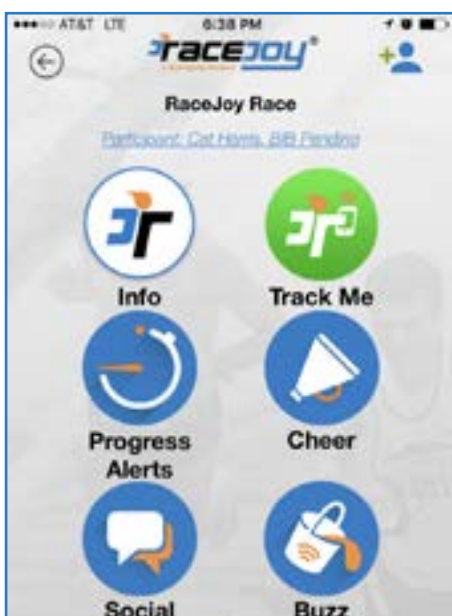 AT&T LTE 6:38 PM
racejoy®
RaceJoy Race
Participant: Cat Harris, BIB Pending
Info Track Me
Progress Cheer
Alerts
Social Buzz